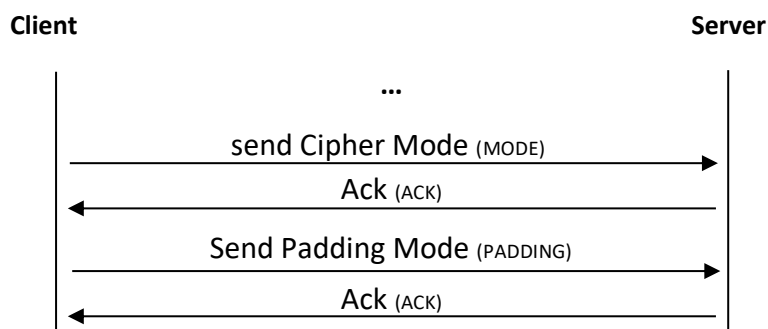 Client Server
...
send Cipher Mode (MODE)
Ack (ACK)
Send Padding Mode (PADDING)
Ack (ACK)